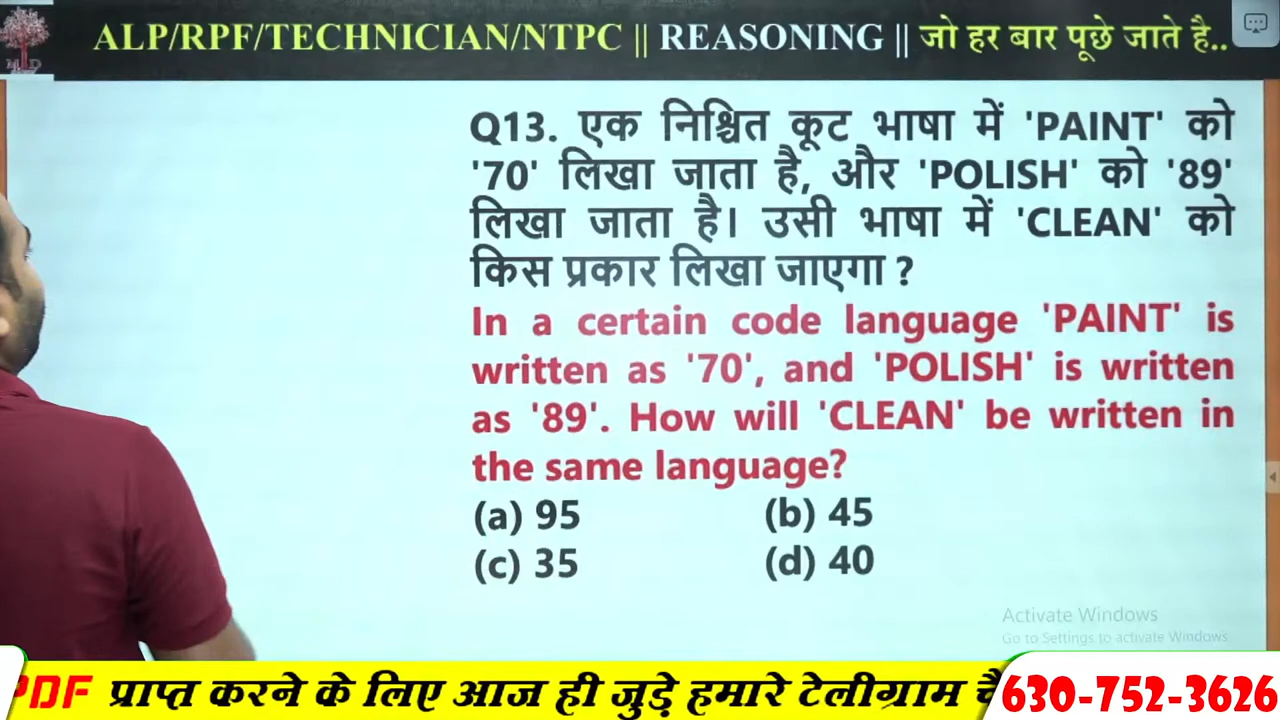 ALP/RPF/TECHNICIAN/NTPC || REASONING || जो हर बार पूछे जाते है..
Q13. एक निश्चित कूट भाषा में 'PAINT' को
'70' लिखा जाता है, और 'POLISH' को '89'
लिखा जाता है। उसी भाषा में 'CLEAN' को
किस प्रकार लिखा जाएगा ?
In a certain code language 'PAINT' is
written as '70', and 'POLISH' is written
as '89'. How will 'CLEAN' be written in
the same language?
(a) 95 (b) 45
(c) 35 (d) 40
Activate Windows
Go to Settings to activate Windows
PDF प्राप्त करने के लिए आज ही जुड़े हमारे टेलीग्राम
630-752-3626